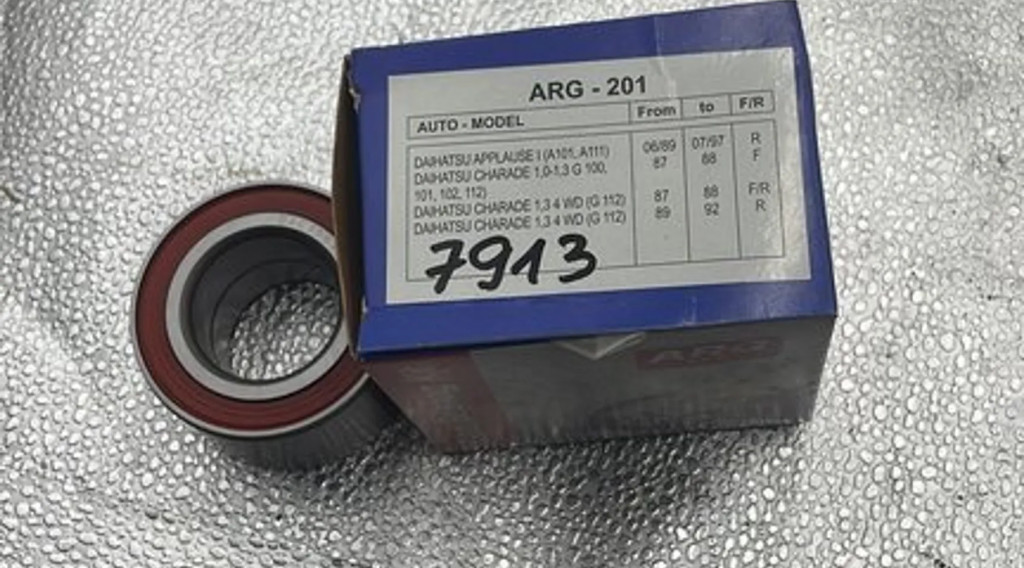 ARG - 201
AUTO - MODEL From to F/R
DAIHATSU APPLAUSE I (A101, A111) 06/89 07/97 R
DAIHATSU CHARADE 1,0-1,3 G 100, 87 88 F
101, 102, 112)
DAIHATSU CHARADE 1,3 4 WD (G 112) 87 88 F/R
DAIHATSU CHARADE 1,3 4 WD (G 112) 89 92 R
7913
ARG